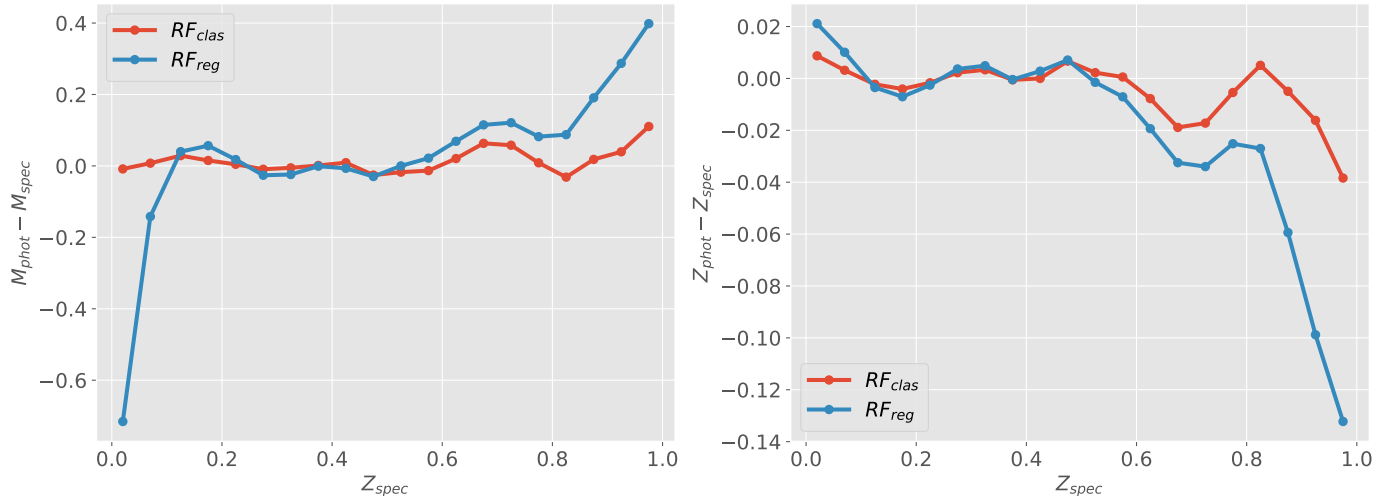 0.4
0.2
0.0
−0.2
−0.4
−0.6
M_phot − M_spec
RF_clas
RF_reg
0.0 0.2 0.4 0.6 0.8 1.0
Z_spec
0.02
0.00
−0.02
−0.04
−0.06
−0.08
−0.10
−0.12
−0.14
Z_phot − Z_spec
RF_clas
RF_reg
0.0 0.2 0.4 0.6 0.8 1.0
Z_spec